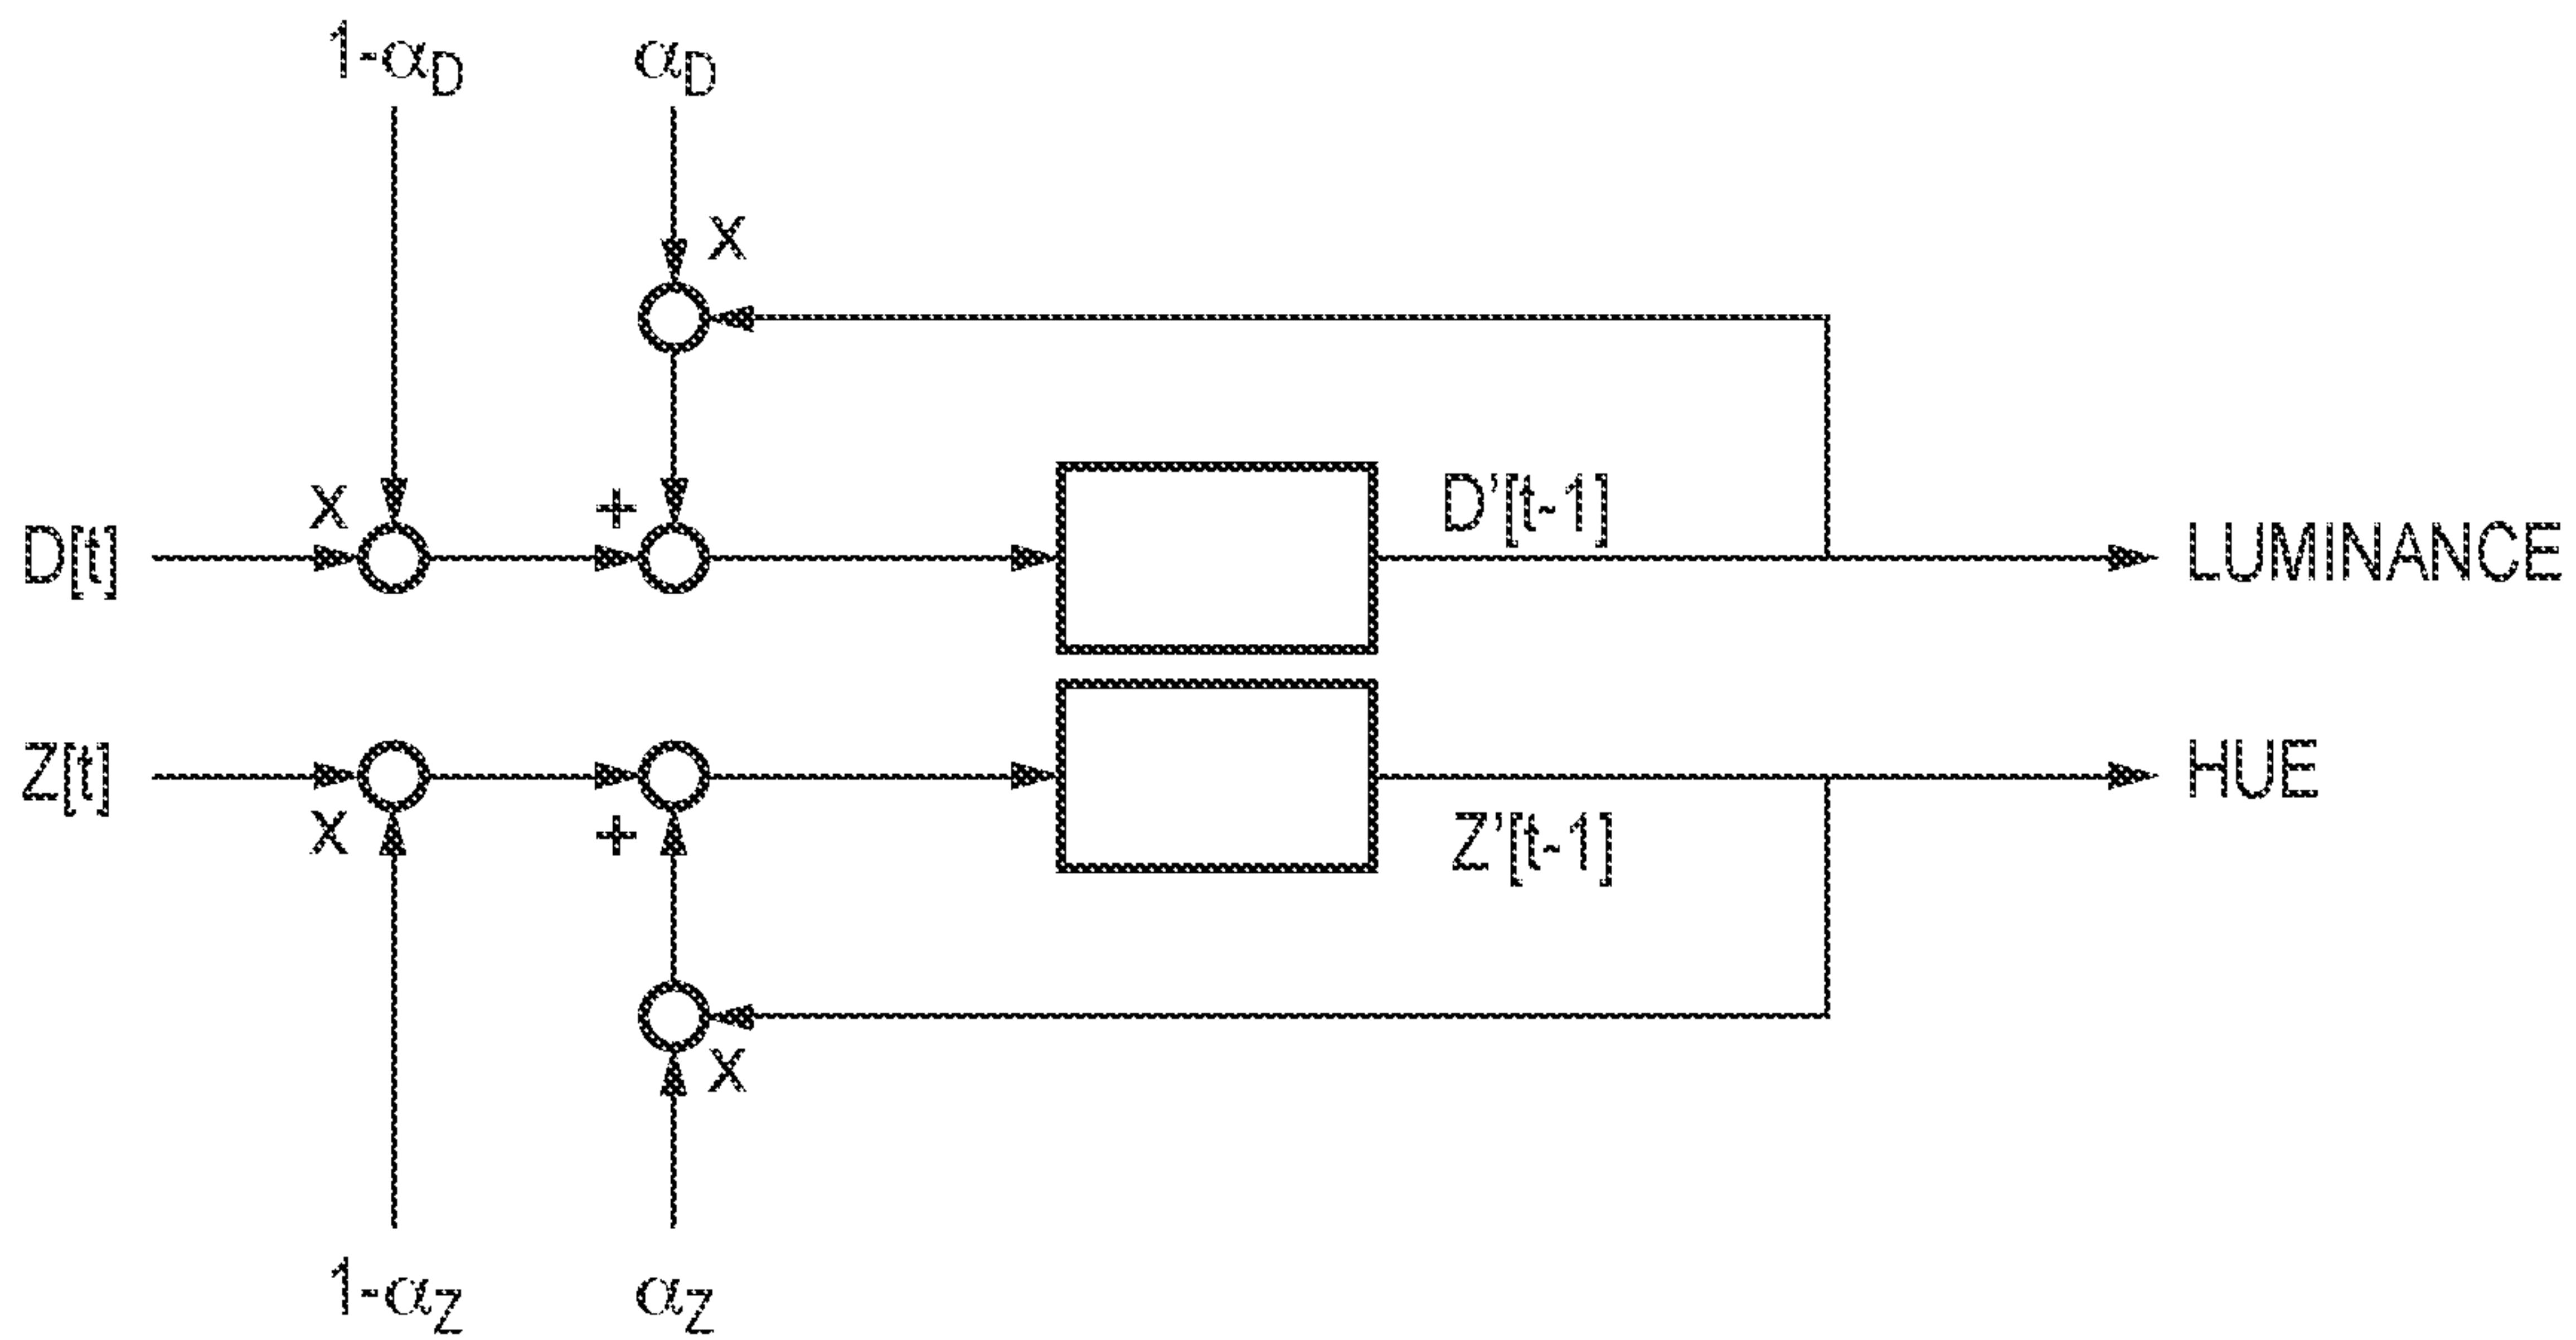 1-αD αD
X
X + D'[t-1]
D[t] LUMINANCE
Z[t] HUE
X + Z'[t-1]
X
1-αZ αZ